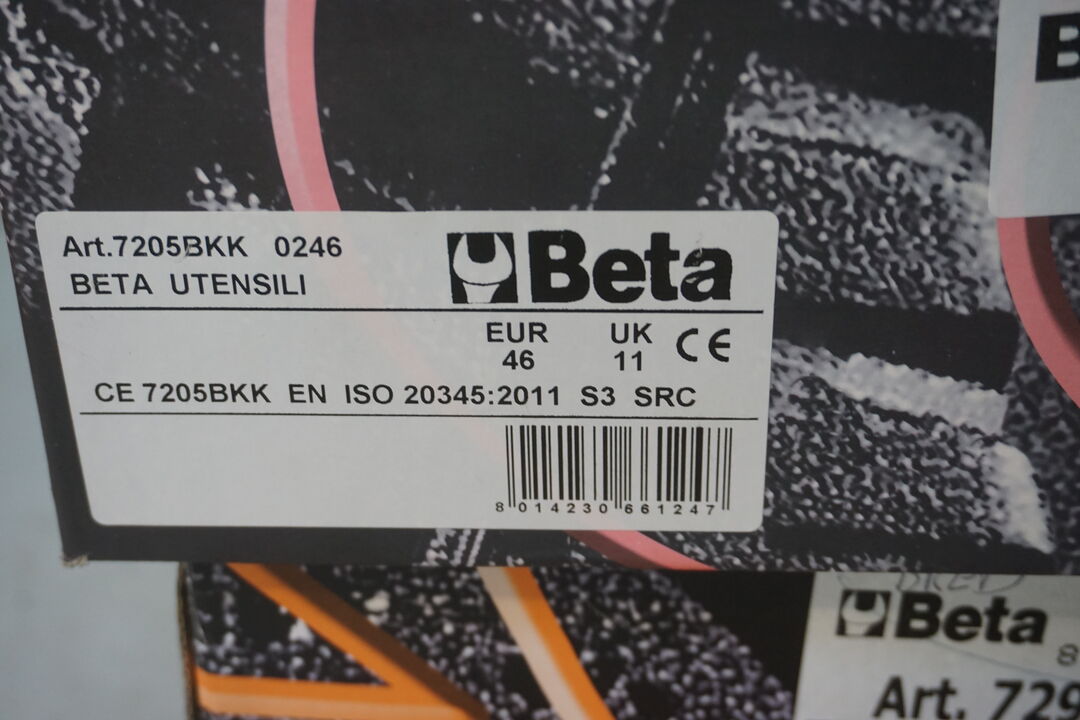 Art.7205BKK 0246
BETA UTENSILI
Beta
EUR UK CE
46 11
CE 7205BKK EN ISO 20345:2011 S3 SRC
8 014230 661247
B
Beta
8
Art. 729